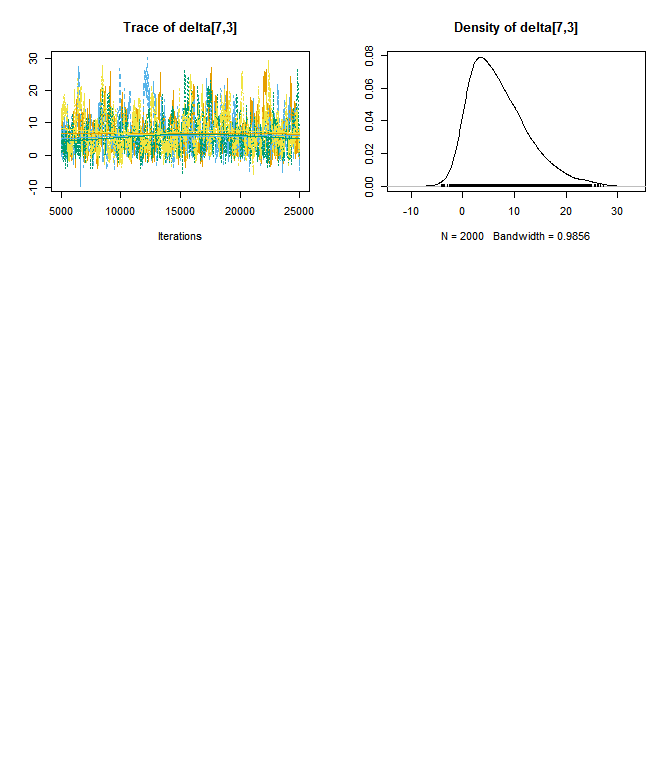 Trace of delta[7,3]
30
20
10
0
-10
5000 10000 15000 20000 25000
Iterations
Density of delta[7,3]
0.08
0.06
0.04
0.02
0.00
-10 0 10 20 30
N = 2000 Bandwidth = 0.9856